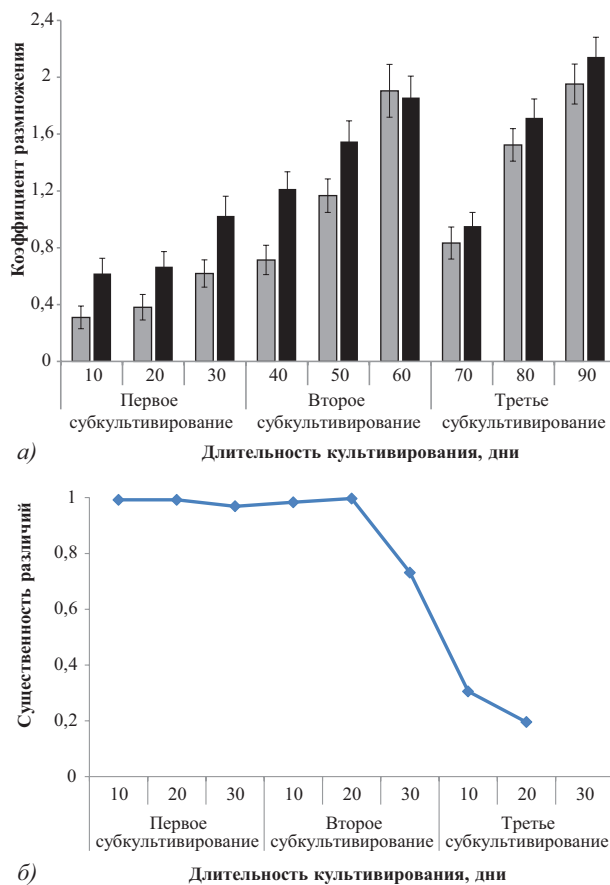 Коэффициент размножения
2,4
2
1,6
1,2
0,8
0,4
0
10 20 30 40 50 60 70 80 90
Первое Второе Третье
субкультивирование субкультивирование субкультивирование
а) Длительность культивирования, дни
Существенность различий
1
0,8
0,6
0,4
0,2
0
10 20 30 10 20 30 10 20 30
Первое Второе Третье
субкультивирование субкультивирование субкультивирование
б) Длительность культивирования, дни